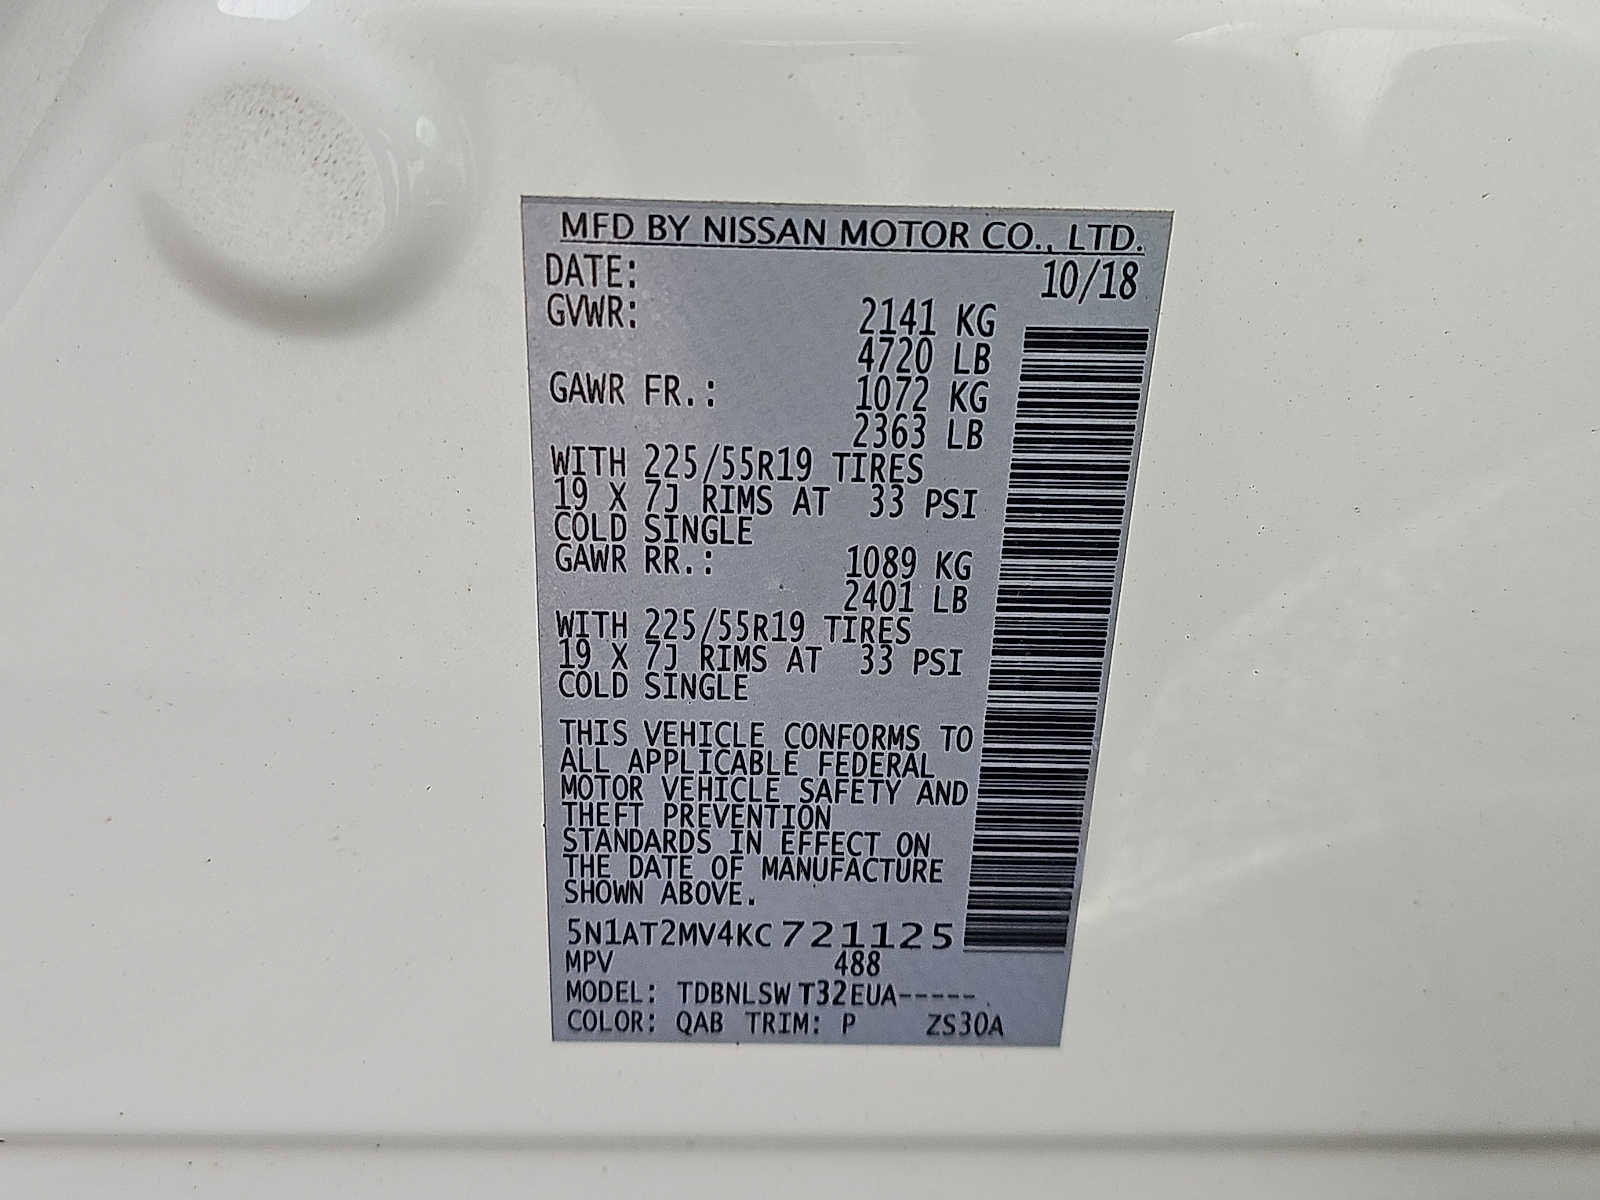 MFD BY NISSAN MOTOR CO., LTD.
DATE: 10/18
GVWR: 2141 KG
4720 LB
GAWR FR.: 1072 KG
2363 LB
WITH 225/55R19 TIRES
19 X 7J RIMS AT 33 PSI
COLD SINGLE
GAWR RR.: 1089 KG
2401 LB
WITH 225/55R19 TIRES
19 X 7J RIMS AT 33 PSI
COLD SINGLE
THIS VEHICLE CONFORMS TO
ALL APPLICABLE FEDERAL
MOTOR VEHICLE SAFETY AND
THEFT PREVENTION
STANDARDS IN EFFECT ON
THE DATE OF MANUFACTURE
SHOWN ABOVE.
5N1AT2MV4KC721125
MPV 488
MODEL: TDBNLSW T32EUA-----
COLOR: QAB TRIM: P ZS30A